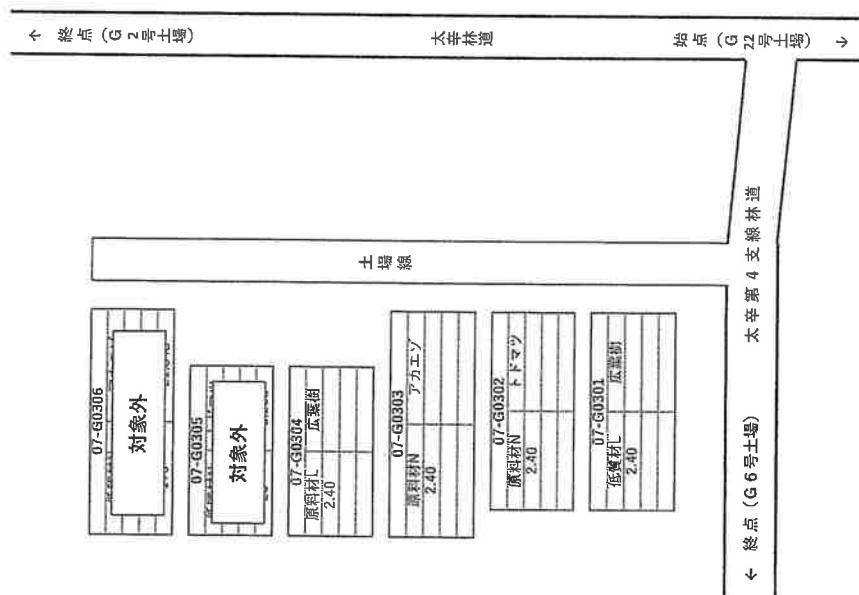 ← 終点（G２号土場）
太辛林道
始点（G22号土場） →
土場線
太辛第４支線林道
← 終点（G６号土場）
07-G0306
対象外
07-G0305
対象外
07-G0304
原料材L 広葉樹
2.40
07-G0303
原料材N アカエゾ
2.40
07-G0302
原料材N トドマツ
2.40
07-G0301
低質材L 広葉樹
2.40